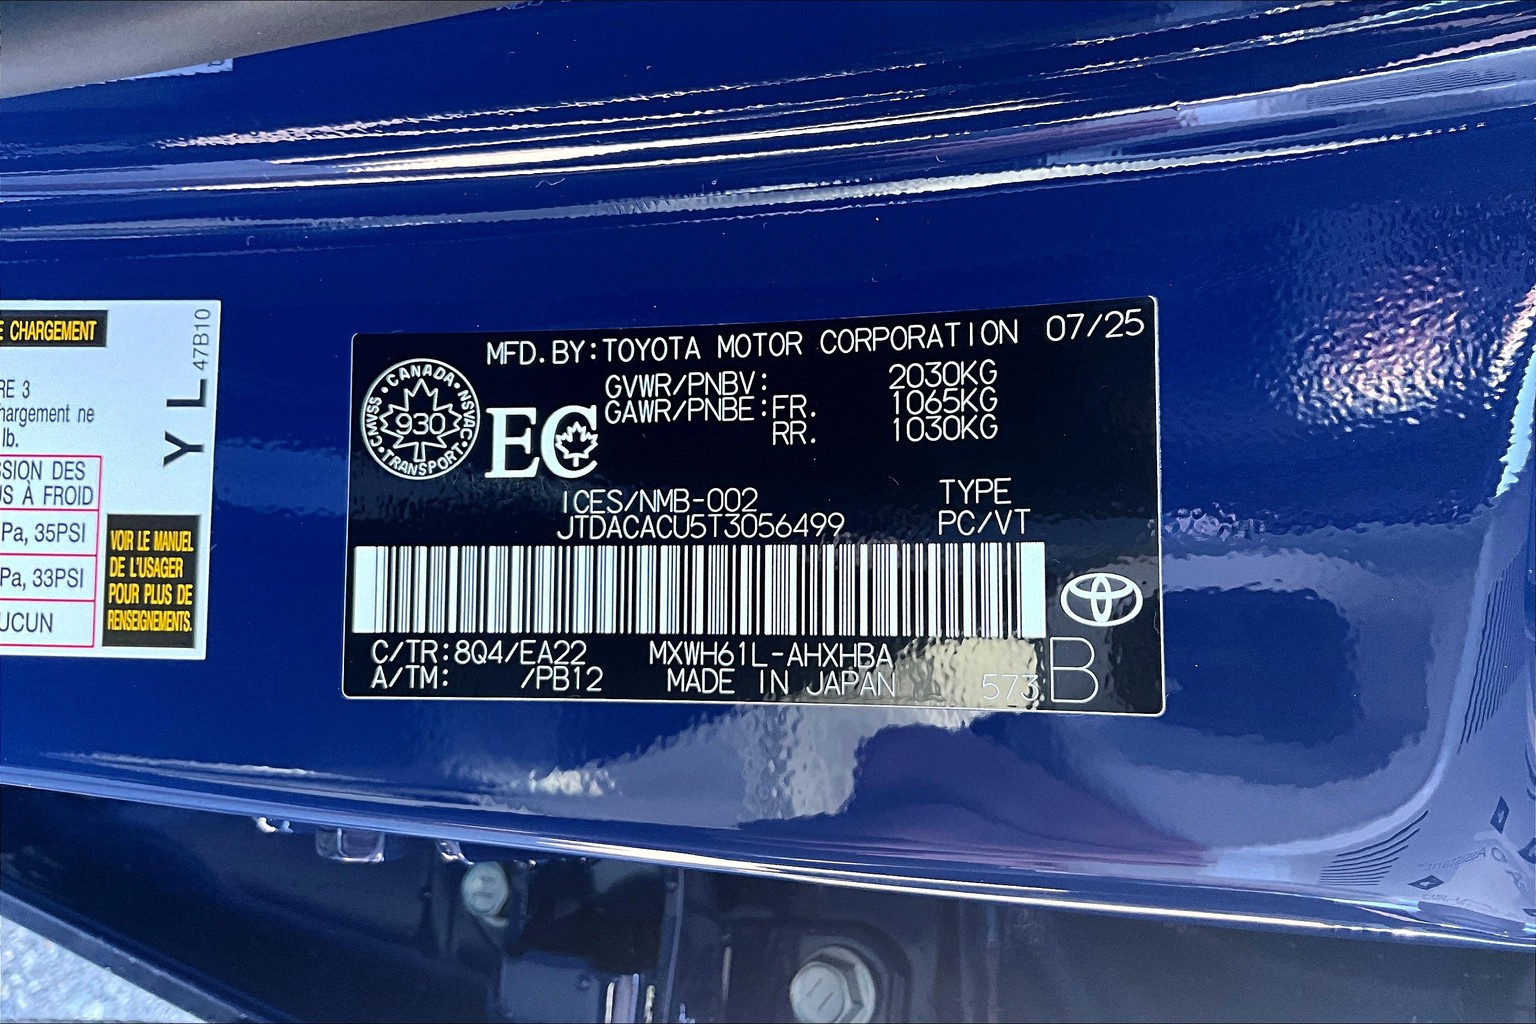 E CHARGEMENT
47B10
RE 3
hargement ne
lb.
Y L
SSION DES
US À FROID
Pa, 35PSI
Pa, 33PSI
UCUN
VOIR LE MANUEL
DE L'USAGER
POUR PLUS DE
RENSEIGNEMENTS.
MFD.BY:TOYOTA MOTOR CORPORATION 07/25
GVWR/PNBV: 2030KG
GAWR/PNBE:FR. 1065KG
RR. 1030KG
CANADA
CMVSS NSVAC
930
TRANSPORT
EC
ICES/NMB-002
TYPE
JTDACACU5T3056499
PC/VT
C/TR:8Q4/EA22 MXWH61L-AHXHBA
A/TM: /PB12 MADE IN JAPAN
573 B